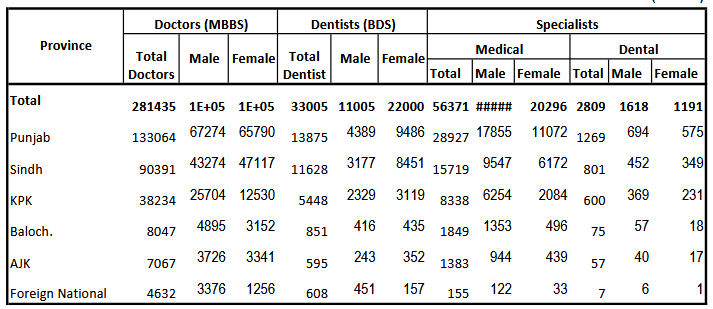 Province Doctors (MBBS) Dentists (BDS) Specialists
Medical Dental
Total Doctors Male Female Total Dentist Male Female Total Male Female Total Male Female
Total 281435 1E+05 1E+05 33005 11005 22000 56371 ##### 20296 2809 1618 1191
Punjab 133064 67274 65790 13875 4389 9486 28927 17855 11072 1269 694 575
Sindh 90391 43274 47117 11628 3177 8451 15719 9547 6172 801 452 349
KPK 38234 25704 12530 5448 2329 3119 8338 6254 2084 600 369 231
Baloch. 8047 4895 3152 851 416 435 1849 1353 496 75 57 18
AJK 7067 3726 3341 595 243 352 1383 944 439 57 40 17
Foreign National 4632 3376 1256 608 451 157 155 122 33 7 6 1